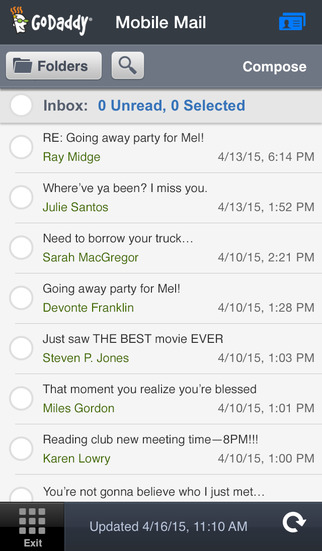 GoDaddy™ Mobile Mail
Folders Compose
Inbox: 0 Unread, 0 Selected
RE: Going away party for Mel!
Ray Midge 4/13/15, 6:14 PM
Where've ya been? I miss you.
Julie Santos 4/13/15, 1:52 PM
Need to borrow your truck…
Sarah MacGregor 4/10/15, 2:21 PM
Going away party for Mel!
Devonte Franklin 4/10/15, 1:28 PM
Just saw THE BEST movie EVER
Steven P. Jones 4/10/15, 1:03 PM
That moment you realize you're blessed
Miles Gordon 4/10/15, 1:01 PM
Reading club new meeting time—8PM!!!
Karen Lowry 4/10/15, 1:00 PM
You're not gonna believe who I just met…
Updated 4/16/15, 11:10 AM
Exit